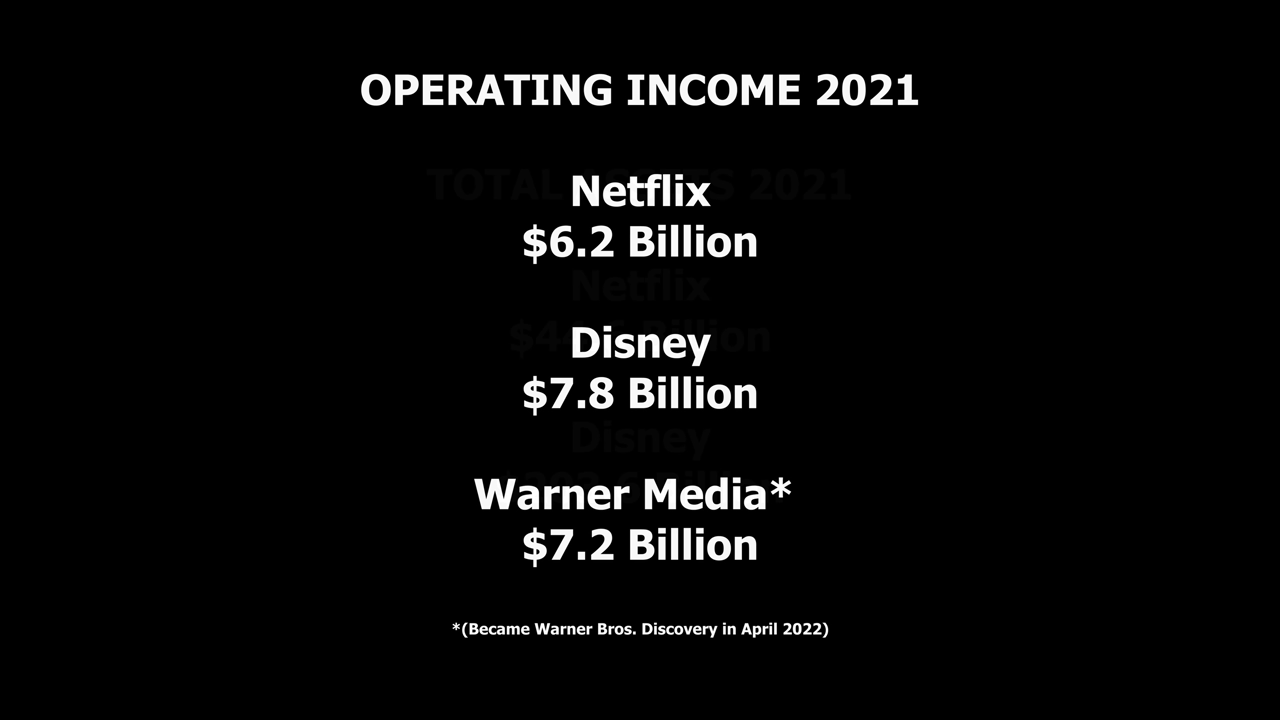 OPERATING INCOME 2021
Netflix
$6.2 Billion
Disney
$7.8 Billion
Warner Media*
$7.2 Billion
*(Became Warner Bros. Discovery in April 2022)